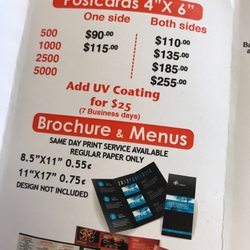 Postcards 4"X 6"
One side Both sides
500 $90.00 $110.00
1000 $115.00 $135.00
2500 $185.00
5000 $255.00
Add UV Coating
for $25
(7 Business days)
Brochure & Menus
SAME DAY PRINT SERVICE AVAILABLE
REGULAR PAPER ONLY
8.5"X11" 0.55¢
11"X17" 0.75¢
DESIGN NOT INCLUDED
Ba